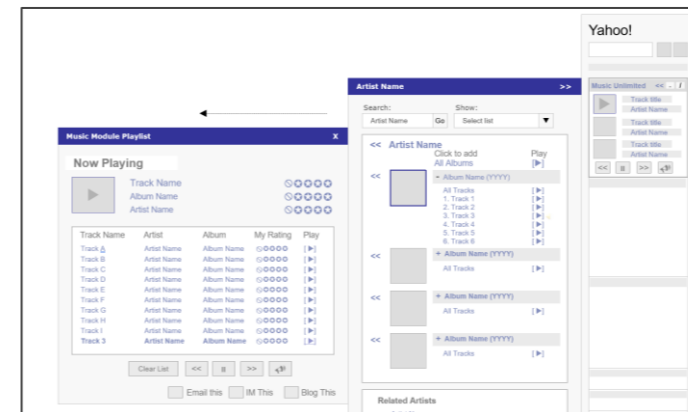 Yahoo!
Music Unlimited << - /
Track title
Artist Name
Track title
Artist Name
Track title
Artist Name
<< || >>
Artist Name >>
Search: Show:
Artist Name Go Select list
<< Artist Name
Click to add Play
All Albums [▶]
<< - Album Name (YYYY)
All Tracks [▶]
1. Track 1 [▶]
2. Track 2 [▶]
3. Track 3 [▶]
4. Track 4 [▶]
5. Track 5 [▶]
6. Track 6 [▶]
<< + Album Name (YYYY)
All Tracks [▶]
<< + Album Name (YYYY)
All Tracks [▶]
<< + Album Name (YYYY)
All Tracks [▶]
Related Artists
Music Module Playlist X
Now Playing
Track Name
Album Name
Artist Name
Track Name Artist Album My Rating Play
Track A Artist Name Album Name [▶]
Track B Artist Name Album Name [▶]
Track C Artist Name Album Name [▶]
Track D Artist Name Album Name [▶]
Track E Artist Name Album Name [▶]
Track F Artist Name Album Name [▶]
Track G Artist Name Album Name [▶]
Track H Artist Name Album Name [▶]
Track I Artist Name Album Name [▶]
Track 3 Artist Name Album Name [▶]
Clear List << || >>
Email this IM This Blog This